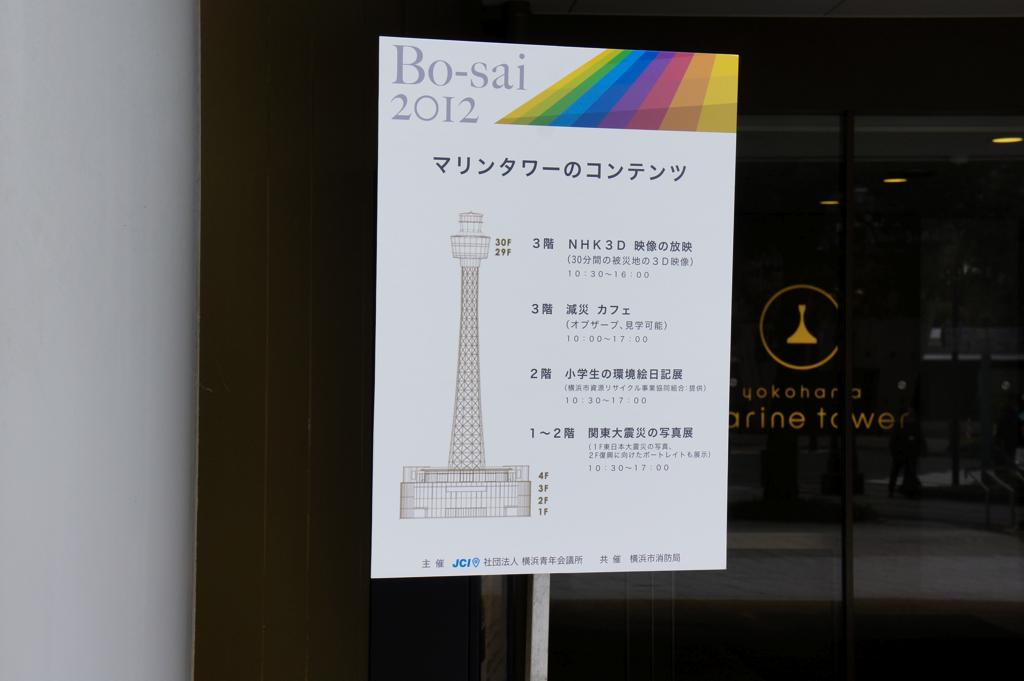 Bo-sai
2012
マリンタワーのコンテンツ
30F
29F
3階 NHK3D 映像の放映
(30分間の被災地の3D映像)
10:30~16:00
3階 減災 カフェ
(オブザーブ、見学可能)
10:00~17:00
2階 小学生の環境絵日記展
(横浜市資源リサイクル事業協同組合:提供)
10:30~17:00
1~2階 関東大震災の写真展
(1F東日本大震災の写真、
2F復興に向けたポートレイトも展示)
10:30~17:00
4F
3F
2F
1F
主催 JCI 社団法人 横浜青年会議所 共催 横浜市消防局
yokohama
arine tower